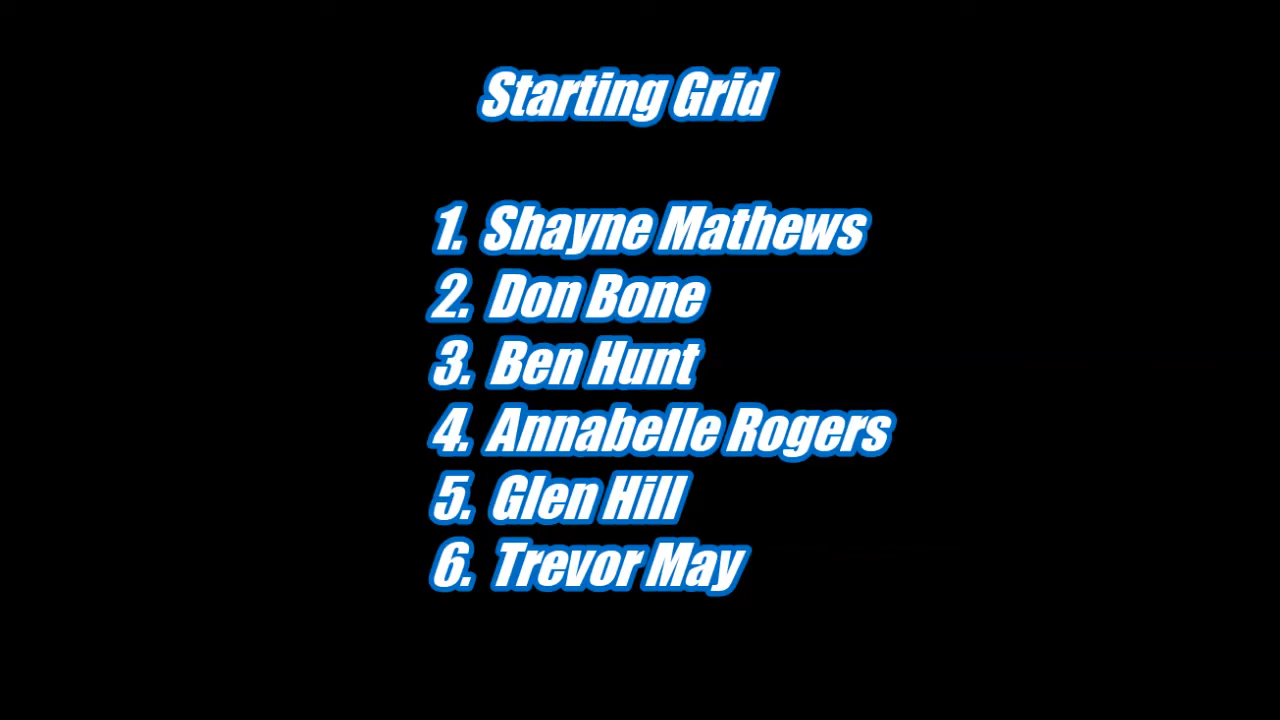 Starting Grid
1. Shayne Mathews
2. Don Bone
3. Ben Hunt
4. Annabelle Rogers
5. Glen Hill
6. Trevor May